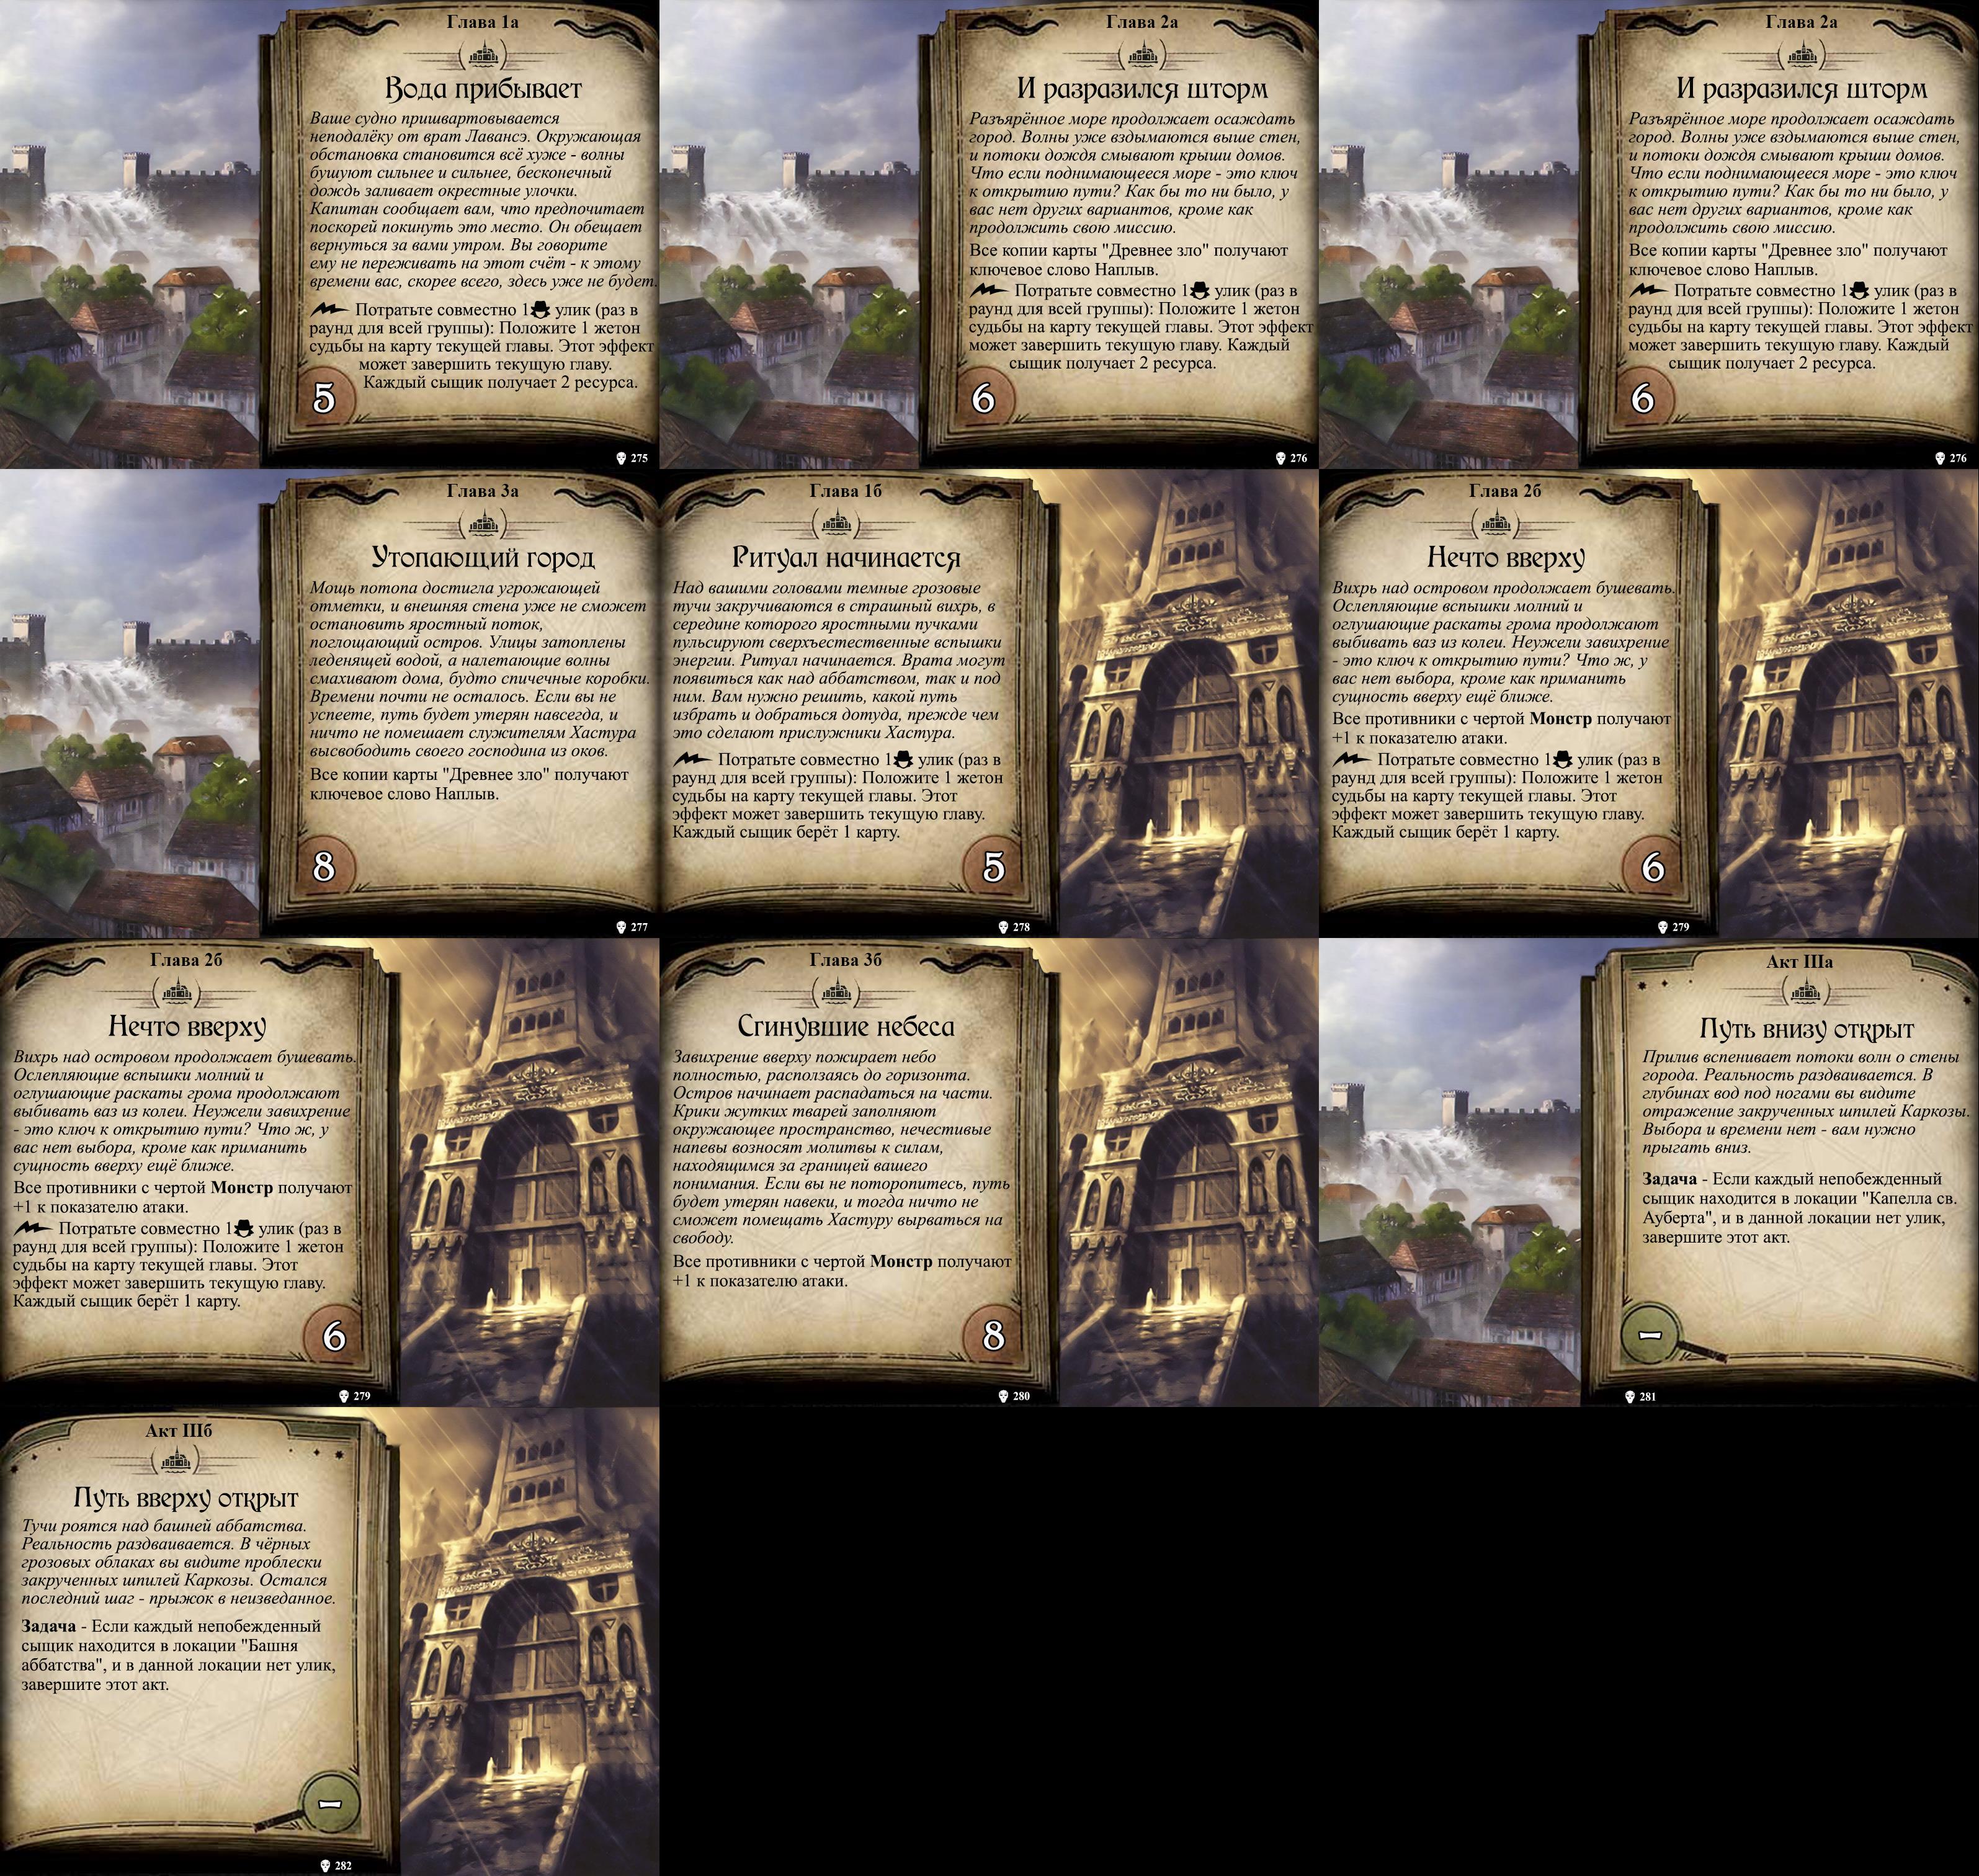 Глава 1а
Вода прибывает
Ваше судно пришвартовывается
неподалёку от врат Лавансэ. Окружающая
обстановка становится всё хуже - волны
бушуют сильнее и сильнее, бесконечный
дождь заливает окрестные улочки.
Капитан сообщает вам, что предпочитает
поскорей покинуть это место. Он обещает
вернуться за вами утром. Вы говорите
ему не переживать на этот счёт - к этому
времени вас, скорее всего, здесь уже не будет.
Потратьте совместно 1 улик (раз в
раунд для всей группы): Положите 1 жетон
судьбы на карту текущей главы. Этот эффект
может завершить текущую главу.
Каждый сыщик получает 2 ресурса.
5
275
Глава 2а
И разразился шторм
Разъярённое море продолжает осаждать
город. Волны уже вздымаются выше стен,
и потоки дождя смывают крыши домов.
Что если поднимающееся море - это ключ
к открытию пути? Как бы то ни было, у
вас нет других вариантов, кроме как
продолжить свою миссию.
Все копии карты "Древнее зло" получают
ключевое слово Наплыв.
Потратьте совместно 1 улик (раз в
раунд для всей группы): Положите 1 жетон
судьбы на карту текущей главы. Этот эффект
может завершить текущую главу. Каждый
сыщик получает 2 ресурса.
6
276
Глава 2а
И разразился шторм
Разъярённое море продолжает осаждать
город. Волны уже вздымаются выше стен,
и потоки дождя смывают крыши домов.
Что если поднимающееся море - это ключ
к открытию пути? Как бы то ни было, у
вас нет других вариантов, кроме как
продолжить свою миссию.
Все копии карты "Древнее зло" получают
ключевое слово Наплыв.
Потратьте совместно 1 улик (раз в
раунд для всей группы): Положите 1 жетон
судьбы на карту текущей главы. Этот эффект
может завершить текущую главу. Каждый
сыщик получает 2 ресурса.
6
276
Глава 3а
Утопающий город
Мощь потопа достигла угрожающей
отметки, и внешняя стена уже не сможет
остановить яростный поток,
поглощающий остров. Улицы затоплены
леденящей водой, а налетающие волны
смахивают дома, будто спичечные коробки.
Времени почти не осталось. Если вы не
успеете, путь будет утерян навсегда, и
ничто не помешает служителям Хастура
высвободить своего господина из оков.
Все копии карты "Древнее зло" получают
ключевое слово Наплыв.
8
277
Глава 1б
Ритуал начинается
Над вашими головами темные грозовые
тучи закручиваются в страшный вихрь, в
середине которого яростными пучками
пульсируют сверхъестественные вспышки
энергии. Ритуал начинается. Врата могут
появиться как над аббатством, так и под
ним. Вам нужно решить, какой путь
избрать и добраться дотуда, прежде чем
это сделают прислужники Хастура.
Потратьте совместно 1 улик (раз в
раунд для всей группы): Положите 1 жетон
судьбы на карту текущей главы. Этот
эффект может завершить текущую главу.
Каждый сыщик берёт 1 карту.
5
278
Глава 2б
Нечто вверху
Вихрь над островом продолжает бушевать.
Ослепляющие вспышки молний и
оглушающие раскаты грома продолжают
выбивать ваз из колеи. Неужели завихрение
- это ключ к открытию пути? Что ж, у
вас нет выбора, кроме как приманить
сущность вверху ещё ближе.
Все противники с чертой Монстр получают
+1 к показателю атаки.
Потратьте совместно 1 улик (раз в
раунд для всей группы): Положите 1 жетон
судьбы на карту текущей главы. Этот
эффект может завершить текущую главу.
Каждый сыщик берёт 1 карту.
6
279
Глава 2б
Нечто вверху
Вихрь над островом продолжает бушевать.
Ослепляющие вспышки молний и
оглушающие раскаты грома продолжают
выбивать ваз из колеи. Неужели завихрение
- это ключ к открытию пути? Что ж, у
вас нет выбора, кроме как приманить
сущность вверху ещё ближе.
Все противники с чертой Монстр получают
+1 к показателю атаки.
Потратьте совместно 1 улик (раз в
раунд для всей группы): Положите 1 жетон
судьбы на карту текущей главы. Этот
эффект может завершить текущую главу.
Каждый сыщик берёт 1 карту.
6
279
Глава 3б
Сгинувшие небеса
Завихрение вверху пожирает небо
полностью, расползаясь до горизонта.
Остров начинает распадаться на части.
Крики жутких тварей заполняют
окружающее пространство, нечестивые
напевы возносят молитвы к силам,
находящимся за границей вашего
понимания. Если вы не поторопитесь, путь
будет утерян навеки, и тогда ничто не
сможет помещать Хастуру вырваться на
свободу.
Все противники с чертой Монстр получают
+1 к показателю атаки.
8
280
Акт IIIа
Путь внизу открыт
Прилив вспенивает потоки волн о стены
города. Реальность раздваивается. В
глубинах вод под ногами вы видите
отражение закрученных шпилей Каркозы.
Выбора и времени нет - вам нужно
прыгать вниз.
Задача - Если каждый непобежденный
сыщик находится в локации "Капелла св.
Ауберта", и в данной локации нет улик,
завершите этот акт.
-
281
Акт IIIб
Путь вверху открыт
Тучи роятся над башней аббатства.
Реальность раздваивается. В чёрных
грозовых облаках вы видите проблески
закрученных шпилей Каркозы. Остался
последний шаг - прыжок в неизведанное.
Задача - Если каждый непобежденный
сыщик находится в локации "Башня
аббатства", и в данной локации нет улик,
завершите этот акт.
-
282